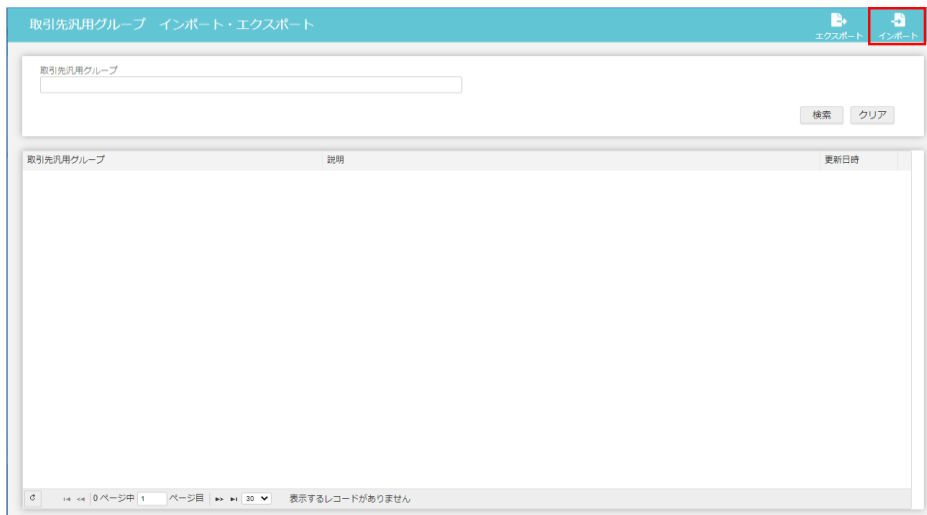 取引先汎用グループ インポート・エクスポート
エクスポート インポート
取引先汎用グループ
検索 クリア
取引先汎用グループ 説明 更新日時
0 ページ中 1 ページ目 30 表示するレコードがありません